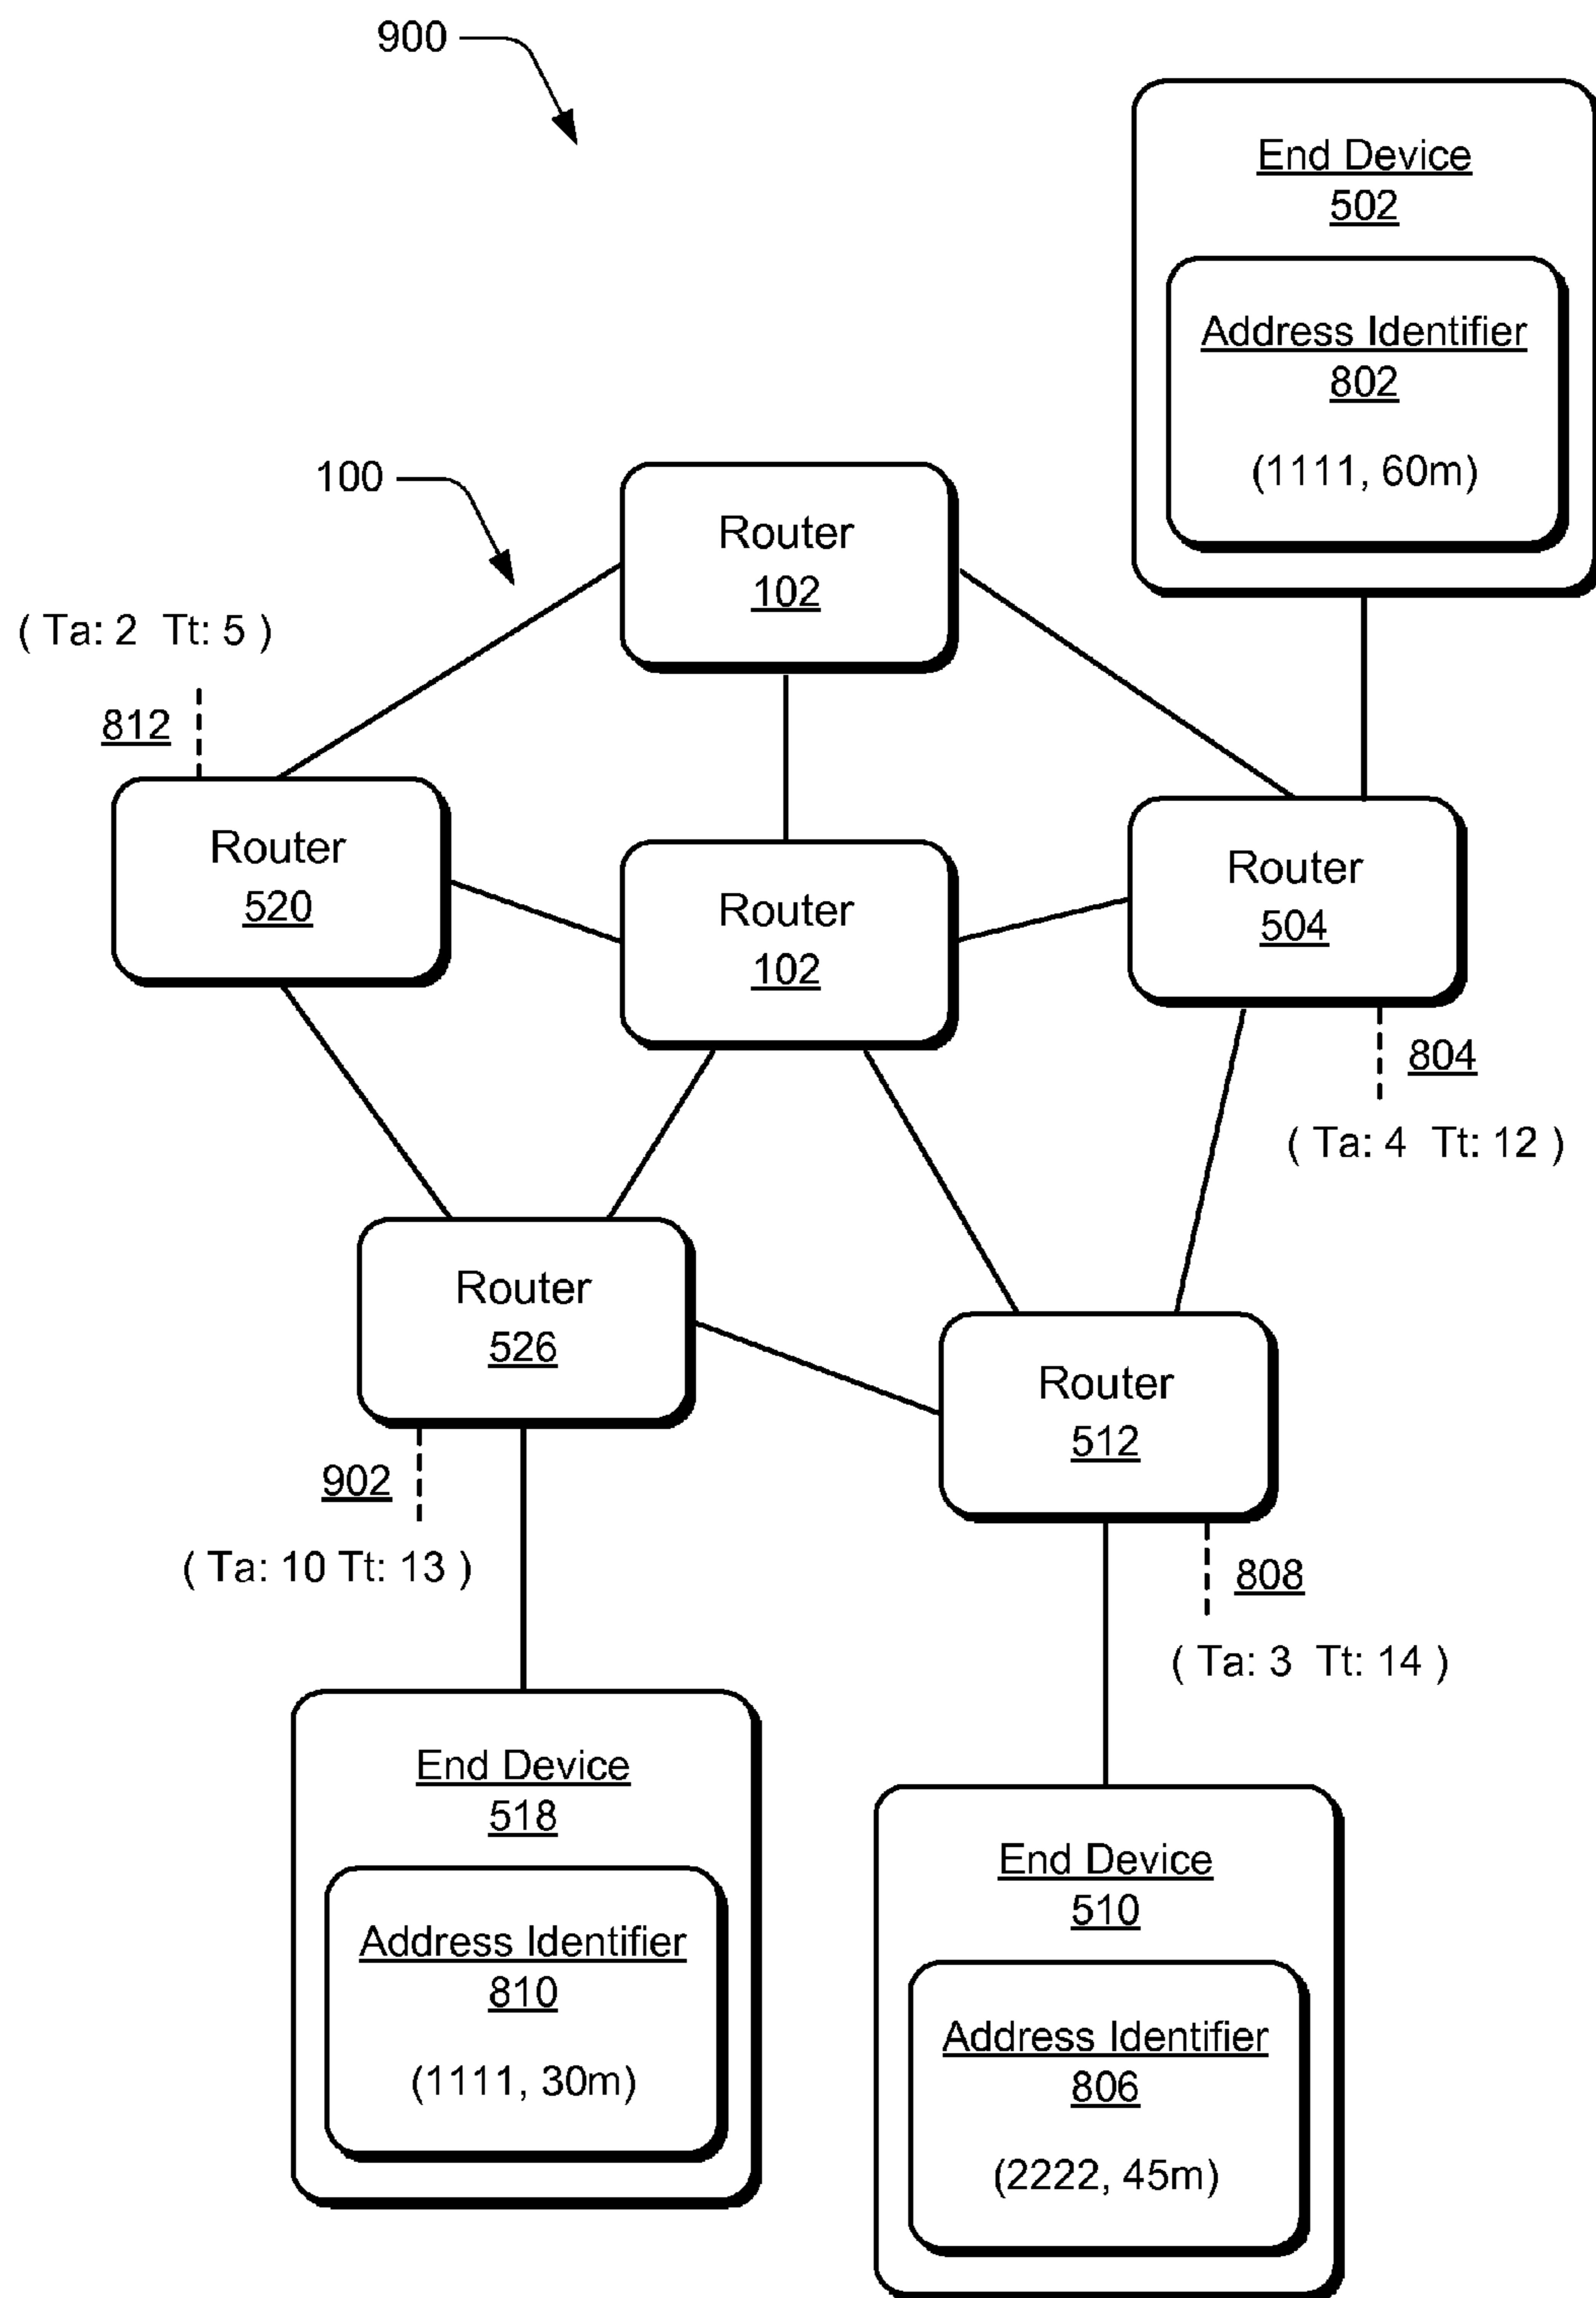 900
End Device
502
Address Identifier
802
(1111, 60m)
100
Router
102
( Ta: 2 Tt: 5 )
812
Router
520
Router
102
Router
504
804
( Ta: 4 Tt: 12 )
Router
526
Router
512
902
( Ta: 10 Tt: 13 )
808
( Ta: 3 Tt: 14 )
End Device
518
Address Identifier
810
(1111, 30m)
End Device
510
Address Identifier
806
(2222, 45m)